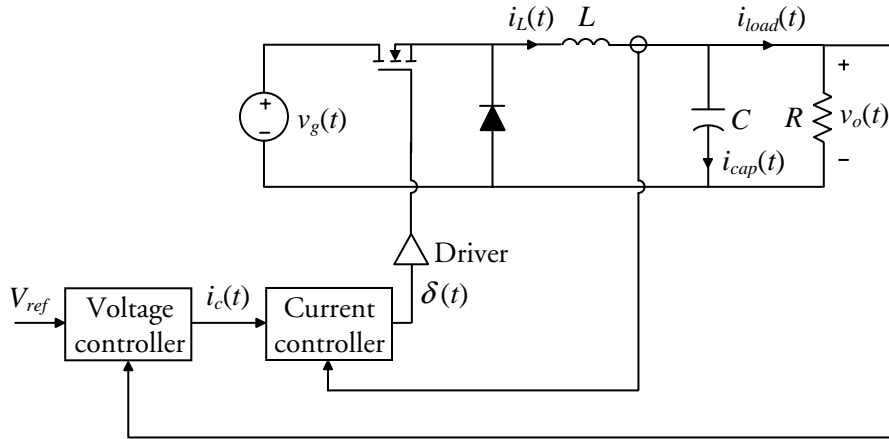 i_L(t)
L
i_load(t)
+
−
v_g(t)
C
R
+
v_o(t)
−
i_cap(t)
Driver
δ(t)
V_ref
Voltage
controller
i_c(t)
Current
controller